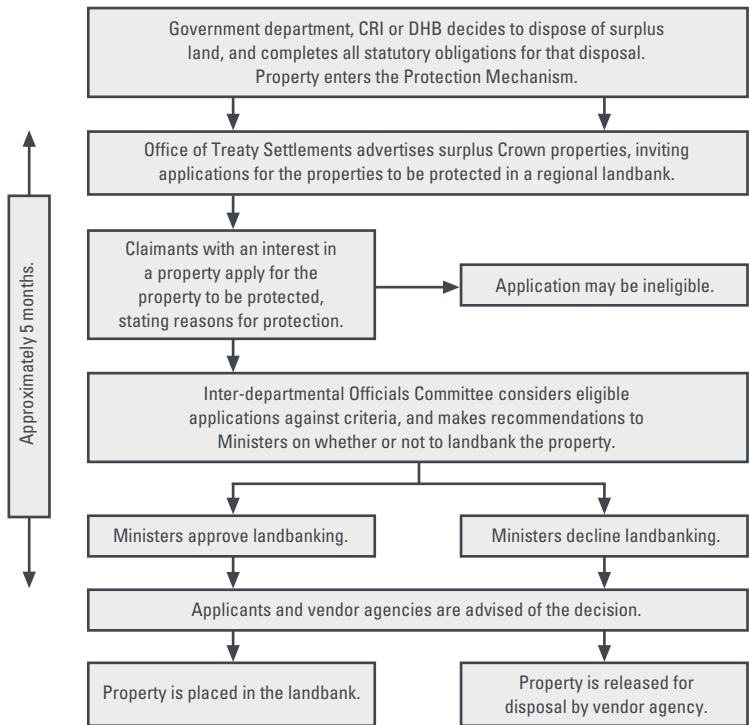 Government department, CRI or DHB decides to dispose of surplus
land, and completes all statutory obligations for that disposal.
Property enters the Protection Mechanism.
Office of Treaty Settlements advertises surplus Crown properties, inviting
applications for the properties to be protected in a regional landbank.
Approximately 5 months.
Claimants with an interest in
a property apply for the
property to be protected,
stating reasons for protection.
Application may be ineligible.
Inter-departmental Officials Committee considers eligible
applications against criteria, and makes recommendations to
Ministers on whether or not to landbank the property.
Ministers approve landbanking.
Ministers decline landbanking.
Applicants and vendor agencies are advised of the decision.
Property is placed in the landbank.
Property is released for
disposal by vendor agency.